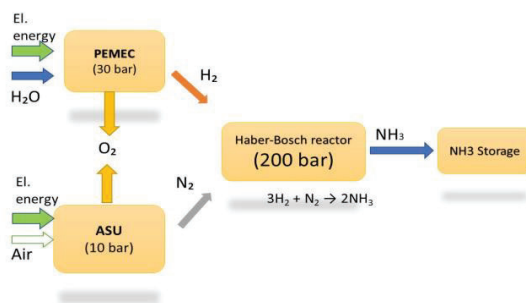 El.
energy
H₂O
PEMEC
(30 bar)
H₂
O₂
Haber-Bosch reactor
(200 bar)
NH₃
NH3 Storage
3H₂ + N₂ → 2NH₃
N₂
El.
energy
Air
ASU
(10 bar)